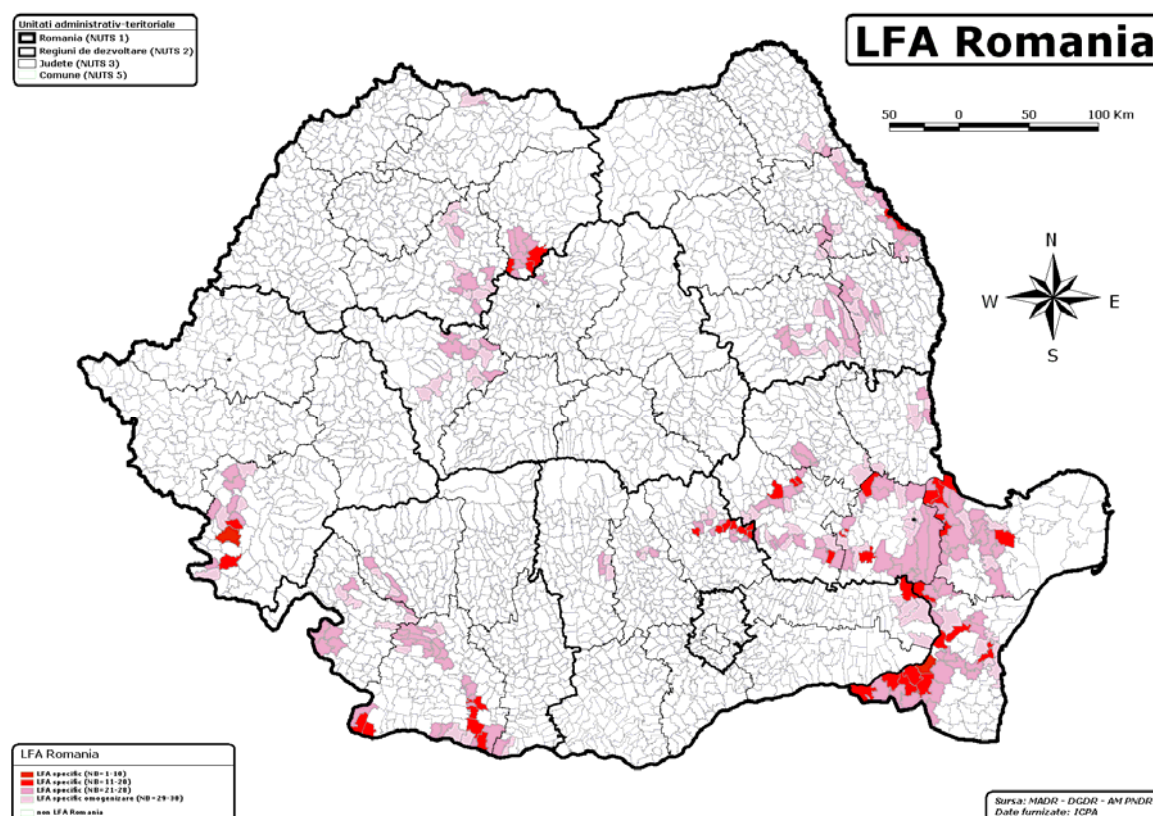 Unitati administrativ-teritoriale
Romania (NUTS 1)
Regiuni de dezvoltare (NUTS 2)
Judete (NUTS 3)
Comune (NUTS 5)
LFA Romania
50 0 50 100 Km
N
W E
S
LFA Romania
LFA specific (NB=1-10)
LFA specific (NB=11-20)
LFA specific (NB=21-28)
LFA specific omogenizare (NB=29-30)
non LFA Romania
Sursa: MADR - DGDR - AM PNDR
Date furnizate: ICPA